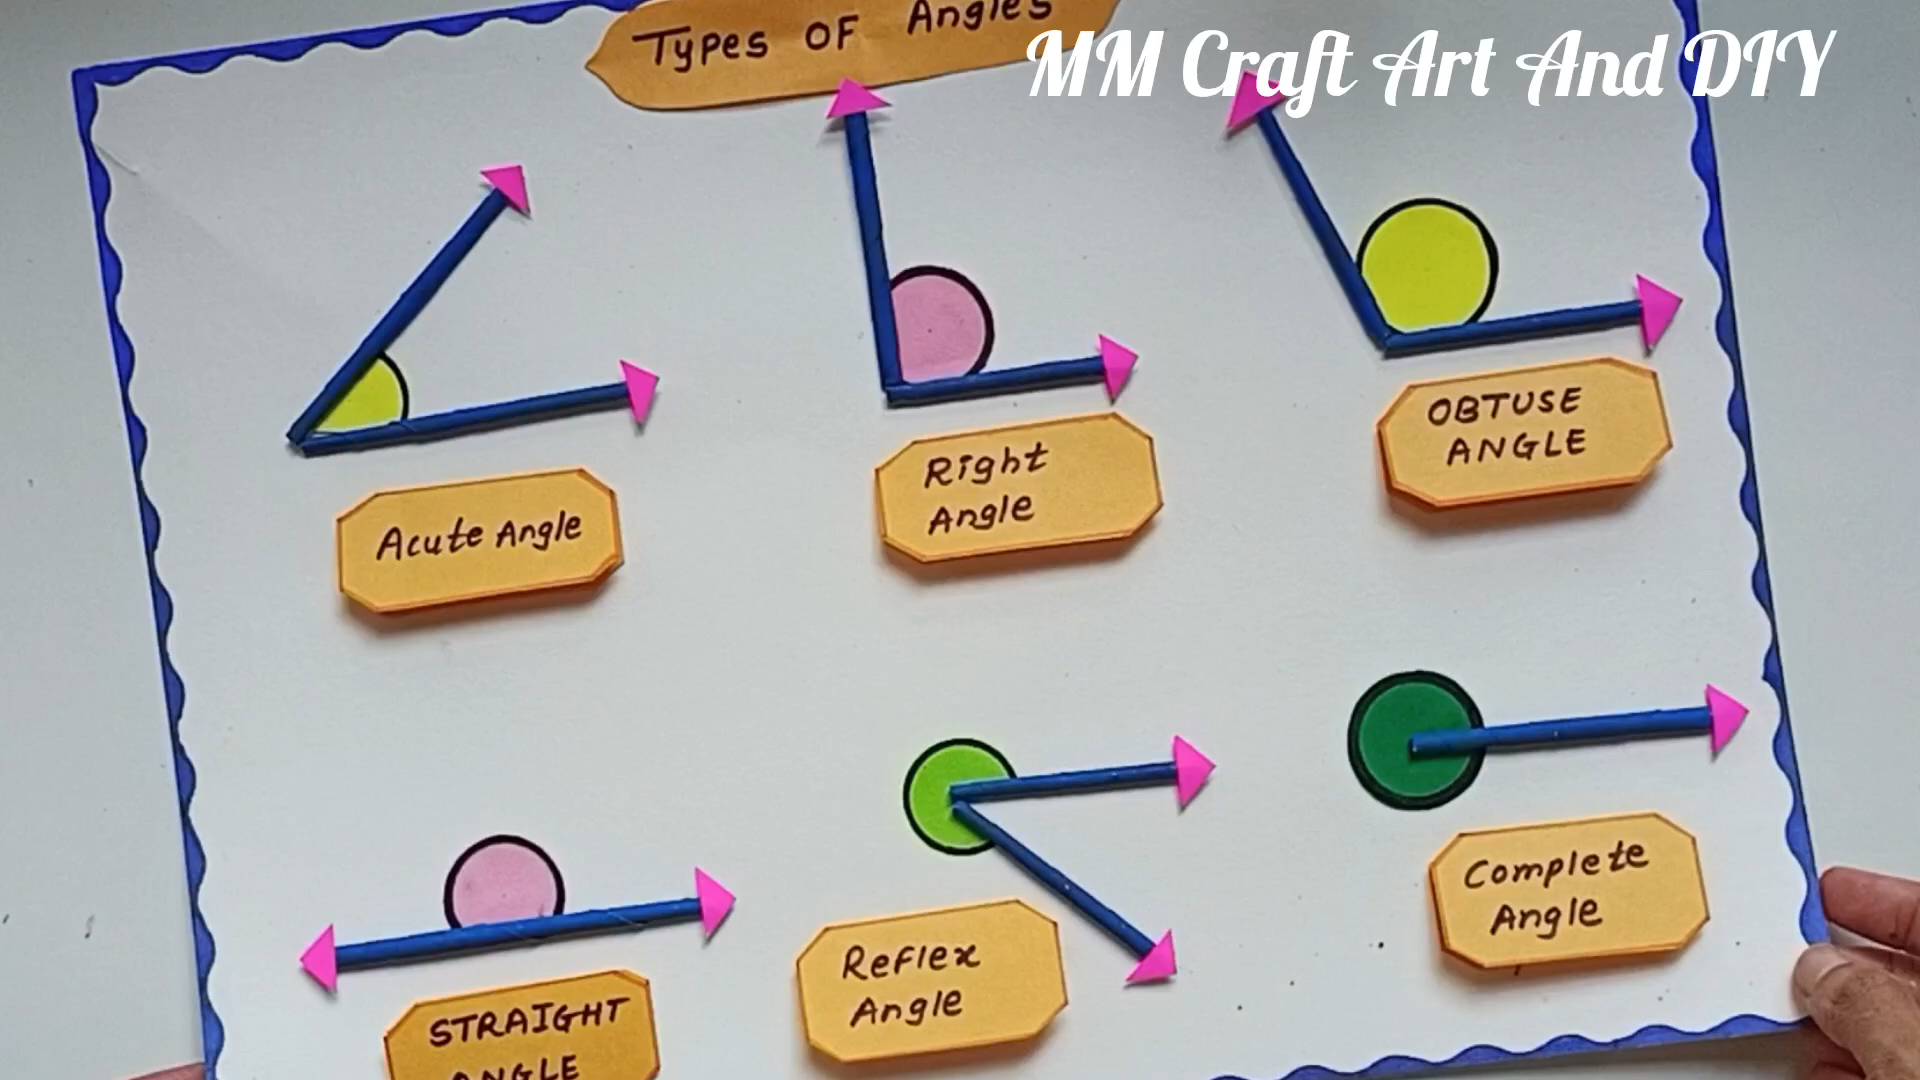 Types OF Angles
MM Craft Art And DIY
Acute Angle
Right
Angle
OBTUSE
ANGLE
STRAIGHT
ANGLE
Reflex
Angle
Complete
Angle